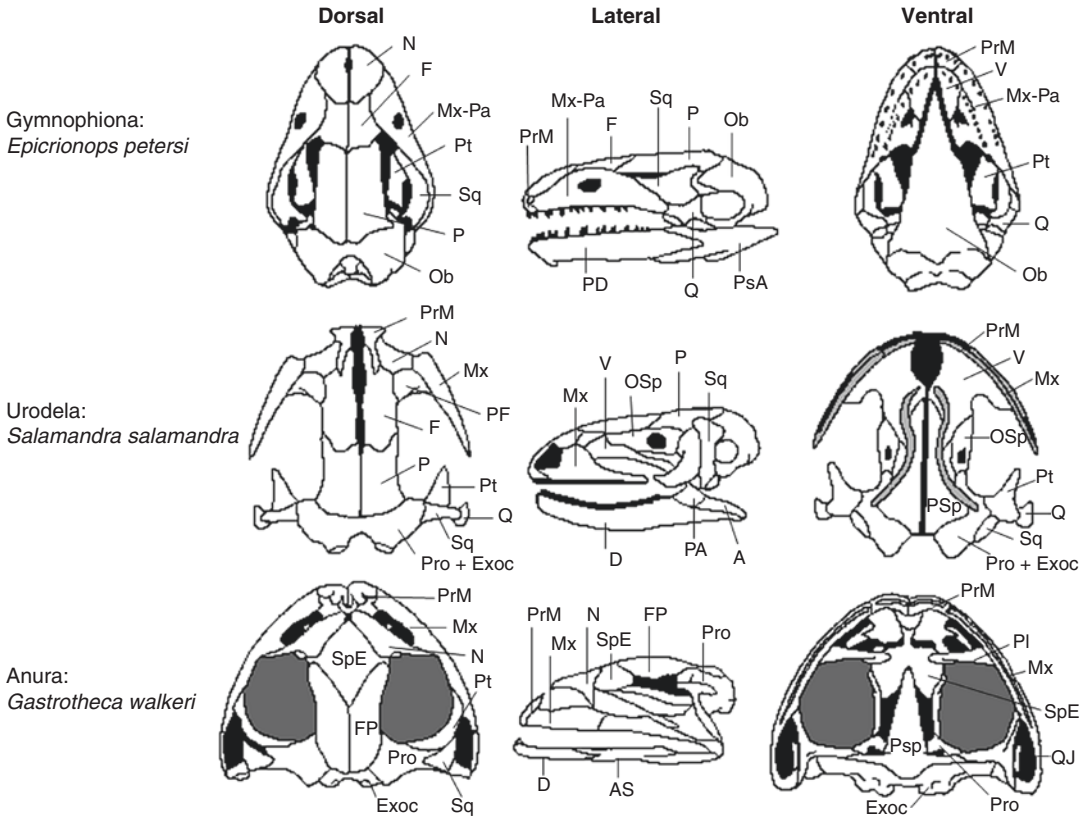 Dorsal
Lateral
Ventral
Gymnophiona:
Epicrionops petersi
N
F
Mx-Pa
Pt
Sq
P
Ob
PrM
Mx-Pa
F
Sq
P
Ob
PD
Q
PsA
PrM
V
Mx-Pa
Pt
Q
Ob
Urodela:
Salamandra salamandra
PrM
N
Mx
PF
F
P
Pt
Q
Sq
Pro + Exoc
Mx
V
OSp
P
Sq
D
PA
A
PrM
V
Mx
OSp
Pt
PSp
Q
Sq
Pro + Exoc
Anura:
Gastrotheca walkeri
PrM
Mx
SpE
N
Pt
FP
Pro
Exoc
Sq
PrM
Mx
N
SpE
FP
Pro
D
AS
PrM
Pl
Mx
SpE
Psp
QJ
Exoc
Pro